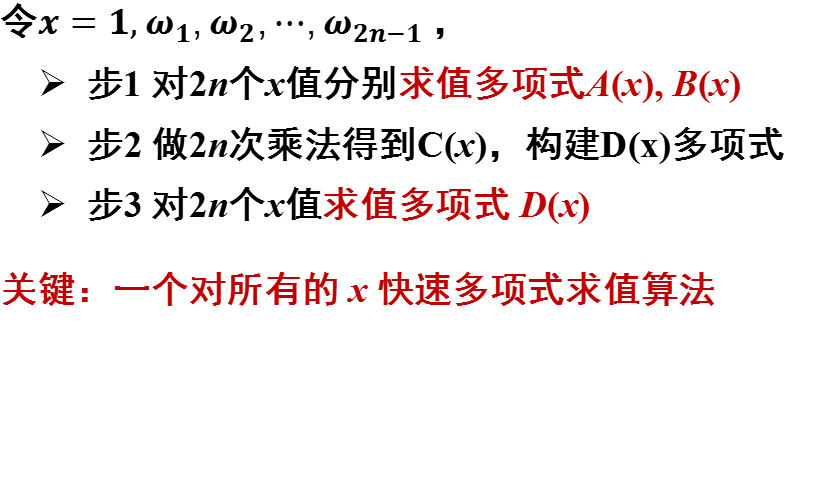 令x = 1, ω₁, ω₂, ⋯, ω₂ₙ₋₁ ，
➢ 步1 对2n个x值分别求值多项式A(x), B(x)
➢ 步2 做2n次乘法得到C(x)，构建D(x)多项式
➢ 步3 对2n个x值求值多项式 D(x)
关键：一个对所有的 x 快速多项式求值算法